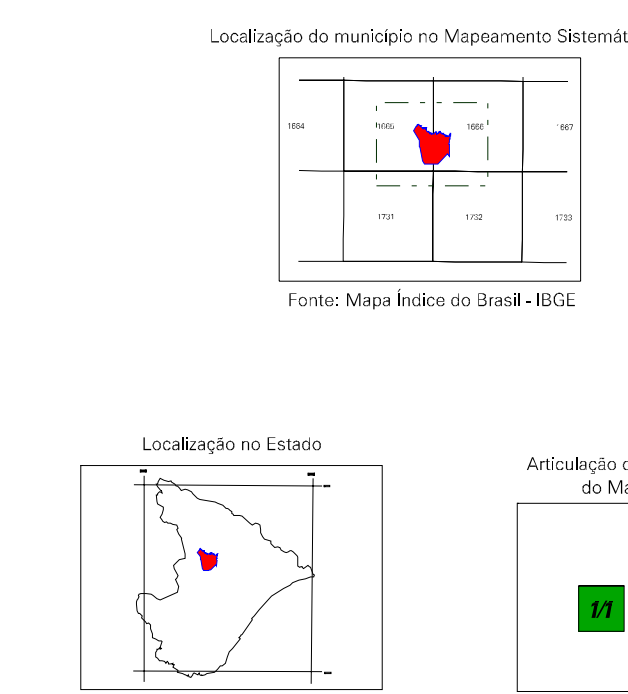 Localização do município no Mapeamento Sistemát
1664 1665 1666 1667
1731 1732 1733
Fonte: Mapa Índice do Brasil - IBGE
Localização no Estado
Articulação d
do Ma
1/1